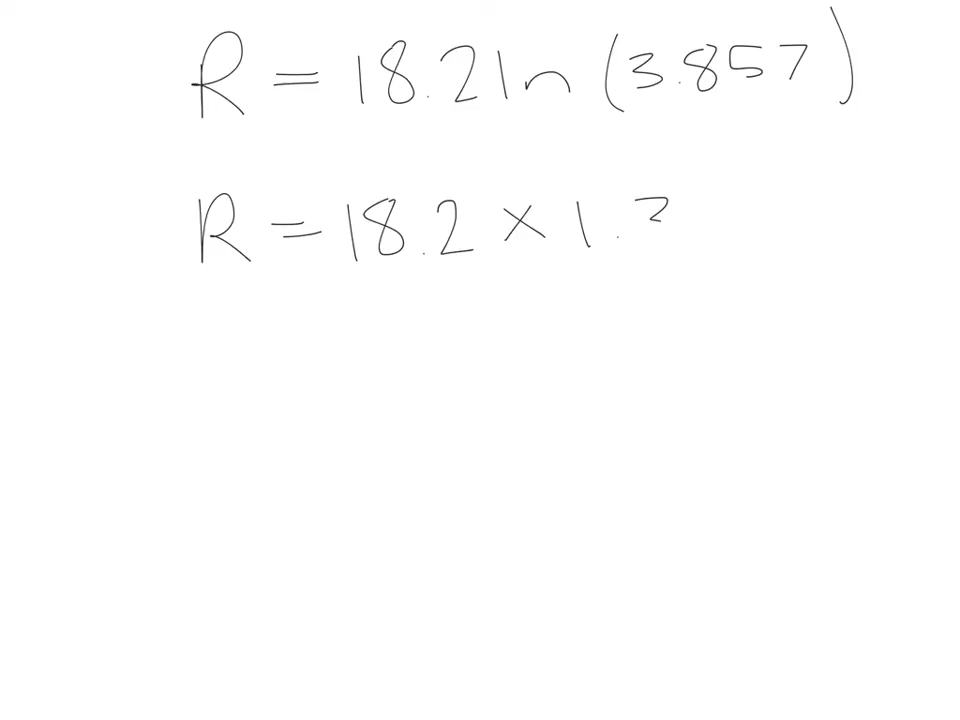 R = 18.2 ln (3.857)
R = 18.2 × 1.3